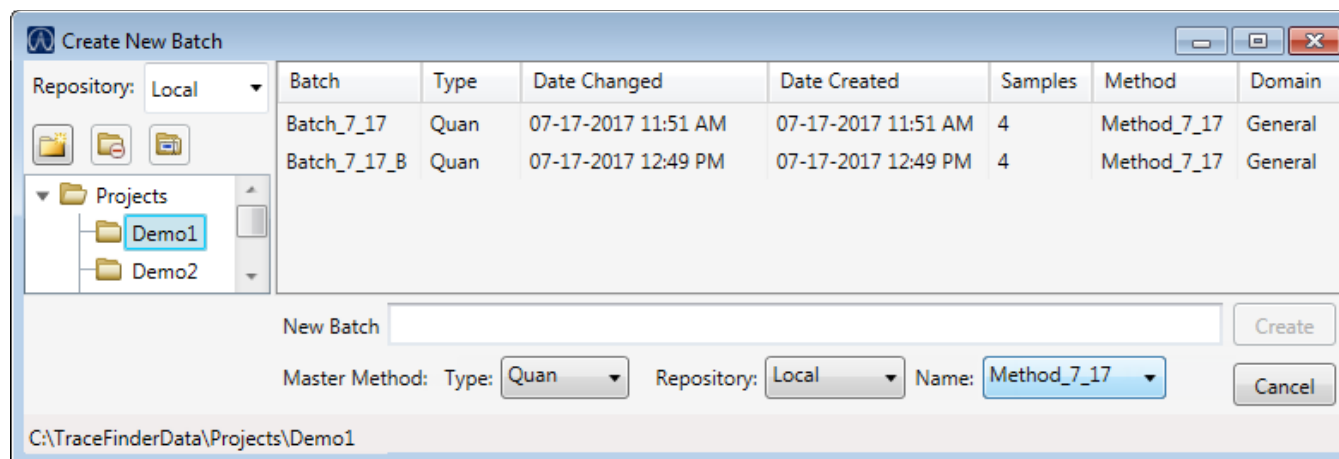 Create New Batch
Repository: Local
Batch Type Date Changed Date Created Samples Method Domain
Batch_7_17 Quan 07-17-2017 11:51 AM 07-17-2017 11:51 AM 4 Method_7_17 General
Batch_7_17_B Quan 07-17-2017 12:49 PM 07-17-2017 12:49 PM 4 Method_7_17 General
Projects
Demo1
Demo2
New Batch Create
Master Method: Type: Quan Repository: Local Name: Method_7_17 Cancel
C:\TraceFinderData\Projects\Demo1